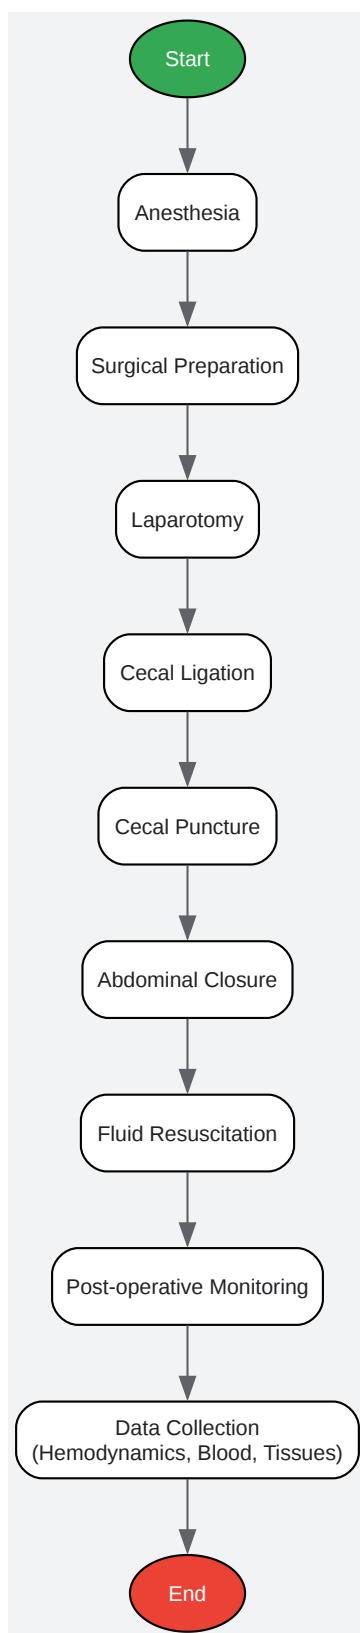 Start
Anesthesia
Surgical Preparation
Laparotomy
Cecal Ligation
Cecal Puncture
Abdominal Closure
Fluid Resuscitation
Post-operative Monitoring
Data Collection
(Hemodynamics, Blood, Tissues)
End